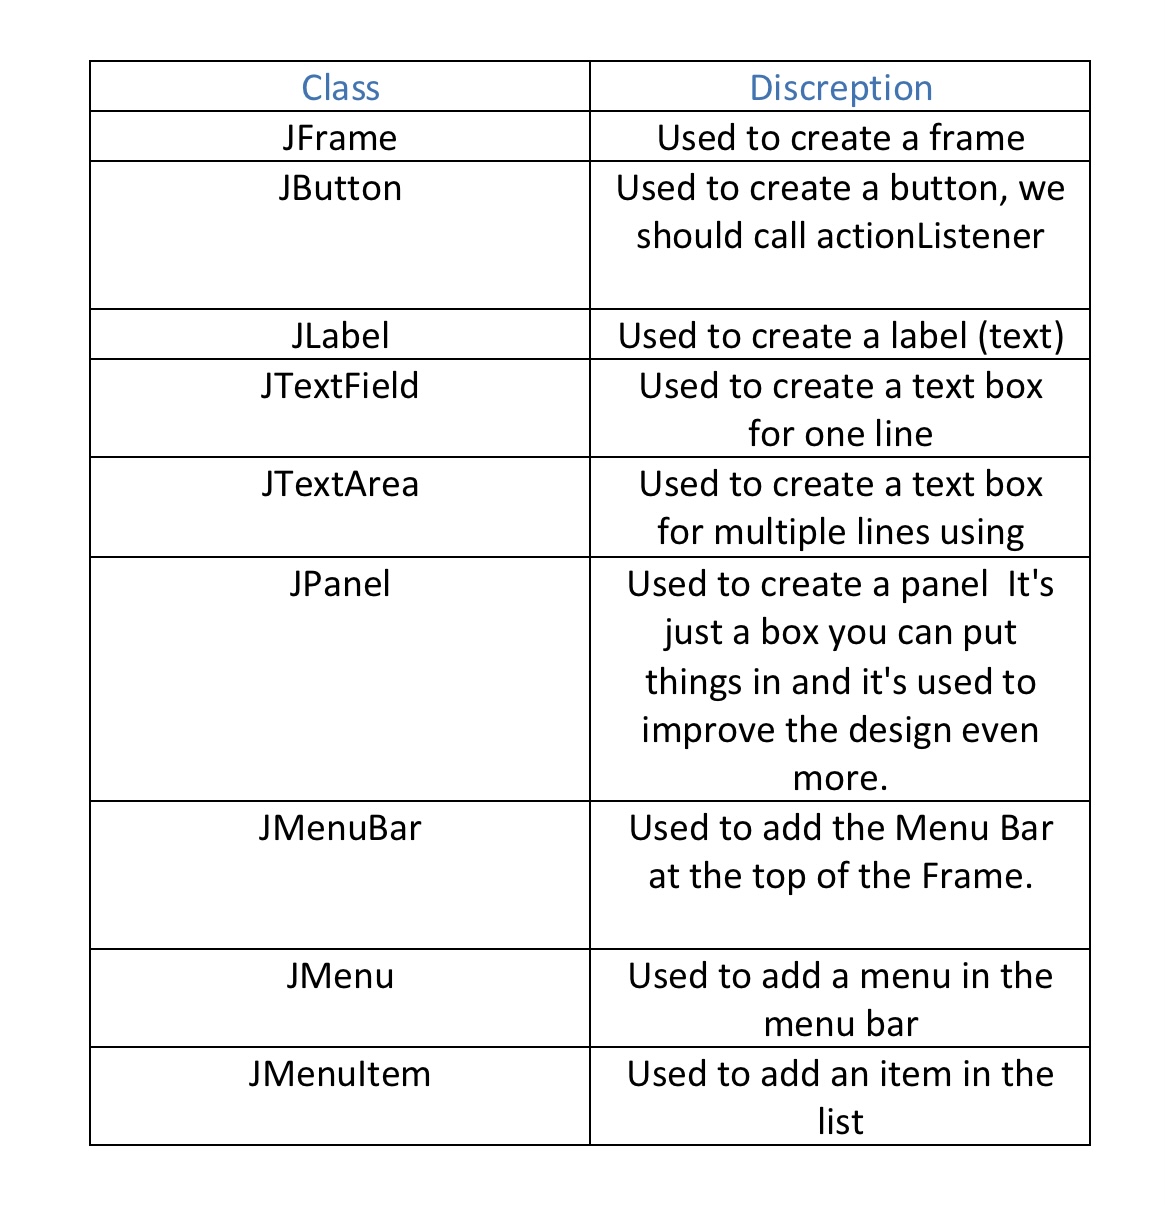 Class
Discreption
JFrame
Used to create a frame
JButton
Used to create a button, we
should call actionListener
JLabel
Used to create a label (text)
JTextField
Used to create a text box
for one line
JTextArea
Used to create a text box
for multiple lines using
JPanel
Used to create a panel  It's
just a box you can put
things in and it's used to
improve the design even
more.
JMenuBar
Used to add the Menu Bar
at the top of the Frame.
JMenu
Used to add a menu in the
menu bar
JMenuItem
Used to add an item in the
list